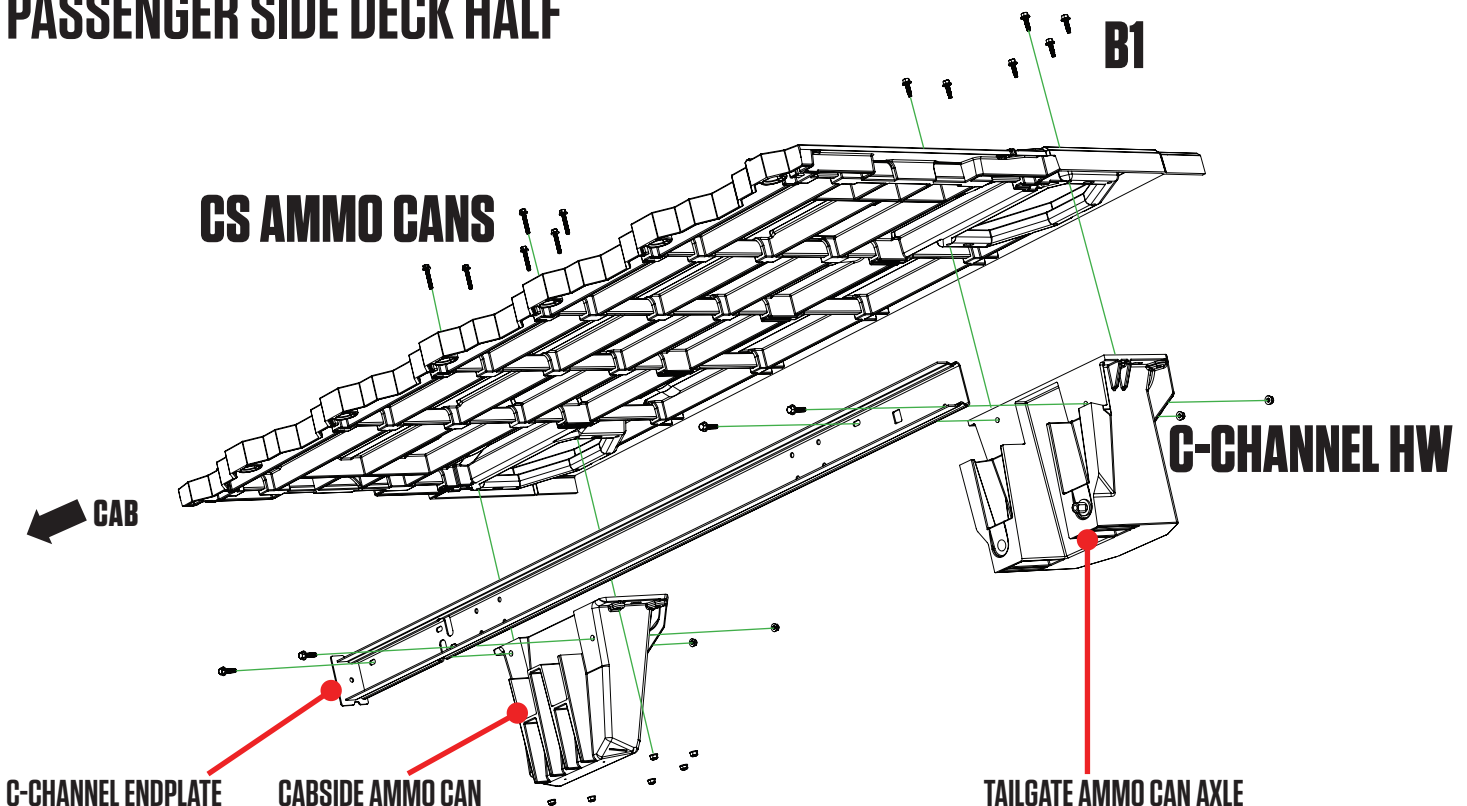 PASSENGER SIDE DECK HALF
B1
CS AMMO CANS
C-CHANNEL HW
CAB
C-CHANNEL ENDPLATE
CABSIDE AMMO CAN
TAILGATE AMMO CAN AXLE